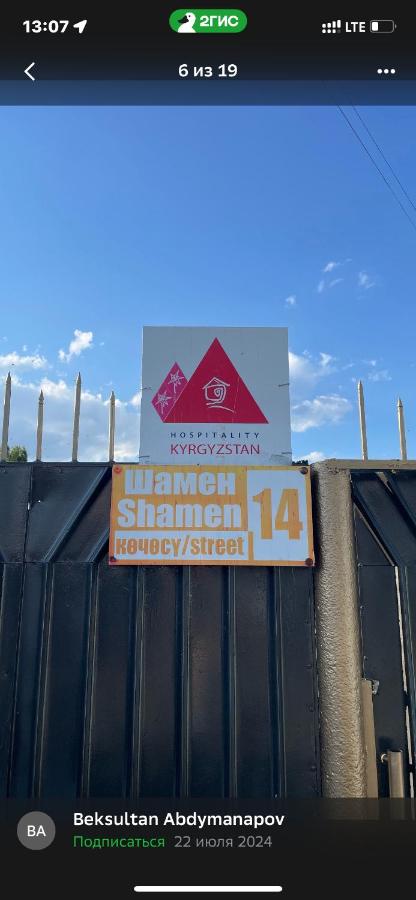 13:07
2ГИС
LTE
6 из 19
HOSPITALITY
KYRGYZSTAN
Шамен
Shamen
14
көчөсү/street
BA
Beksultan Abdymanapov
Подписаться 22 июля 2024